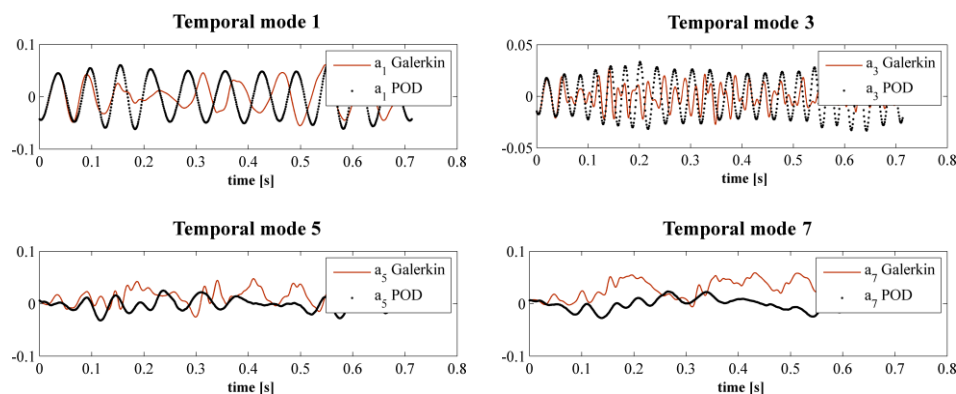 Temporal mode 1
0.1
0
-0.1
a1 Galerkin
a1 POD
0 0.1 0.2 0.3 0.4 0.5 0.6 0.7 0.8
time [s]
Temporal mode 3
0.05
0
-0.05
a3 Galerkin
a3 POD
0 0.1 0.2 0.3 0.4 0.5 0.6 0.7 0.8
time [s]
Temporal mode 5
0.1
0
-0.1
a5 Galerkin
a5 POD
0 0.1 0.2 0.3 0.4 0.5 0.6 0.7 0.8
time [s]
Temporal mode 7
0.1
0
-0.1
a7 Galerkin
a7 POD
0 0.1 0.2 0.3 0.4 0.5 0.6 0.7 0.8
time [s]